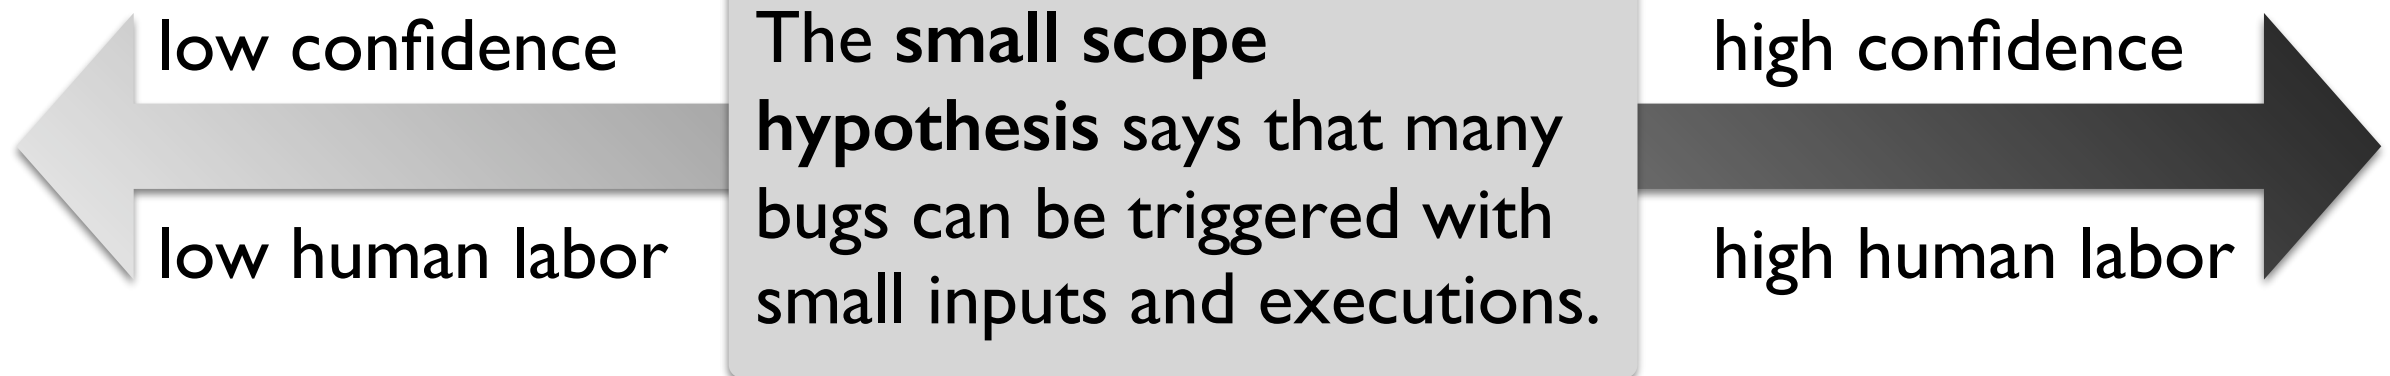 low confidence
low human labor
The small scope
hypothesis says that many
bugs can be triggered with
small inputs and executions.
high confidence
high human labor